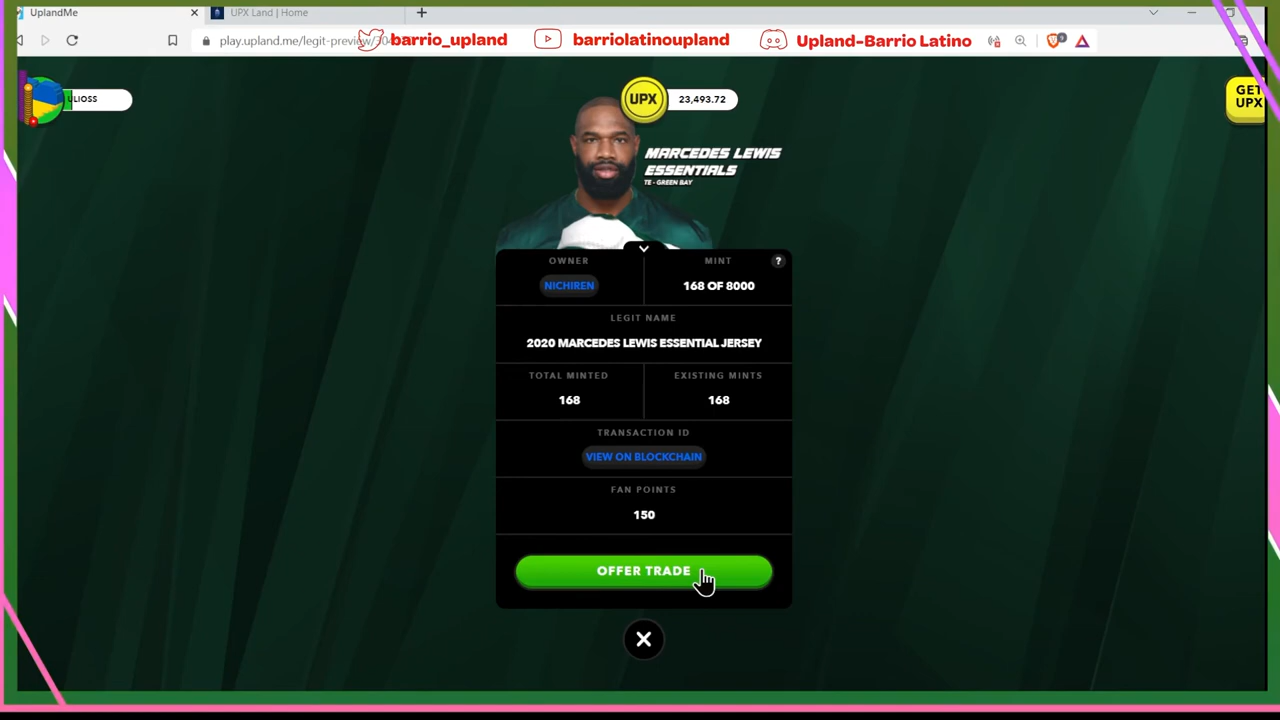 UplandMe
UPX Land | Home
play.upland.me/legit-preview/30
barrio_upland
barriolatinoupland
Upland-Barrio Latino
ULIOSS
UPX
23,493.72
GET
UPX
MARCEDES LEWIS
ESSENTIALS
TE - GREEN BAY
OWNER
MINT
?
NICHIREN
168 OF 8000
LEGIT NAME
2020 MARCEDES LEWIS ESSENTIAL JERSEY
TOTAL MINTED
EXISTING MINTS
168
168
TRANSACTION ID
VIEW ON BLOCKCHAIN
FAN POINTS
150
OFFER TRADE